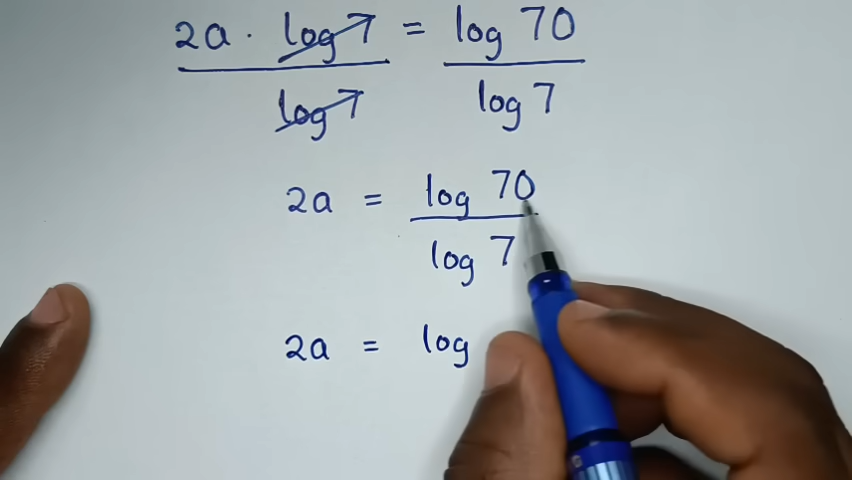 2a · log 7 = log 70
log 7 log 7
2a = log 70
log 7
2a = log